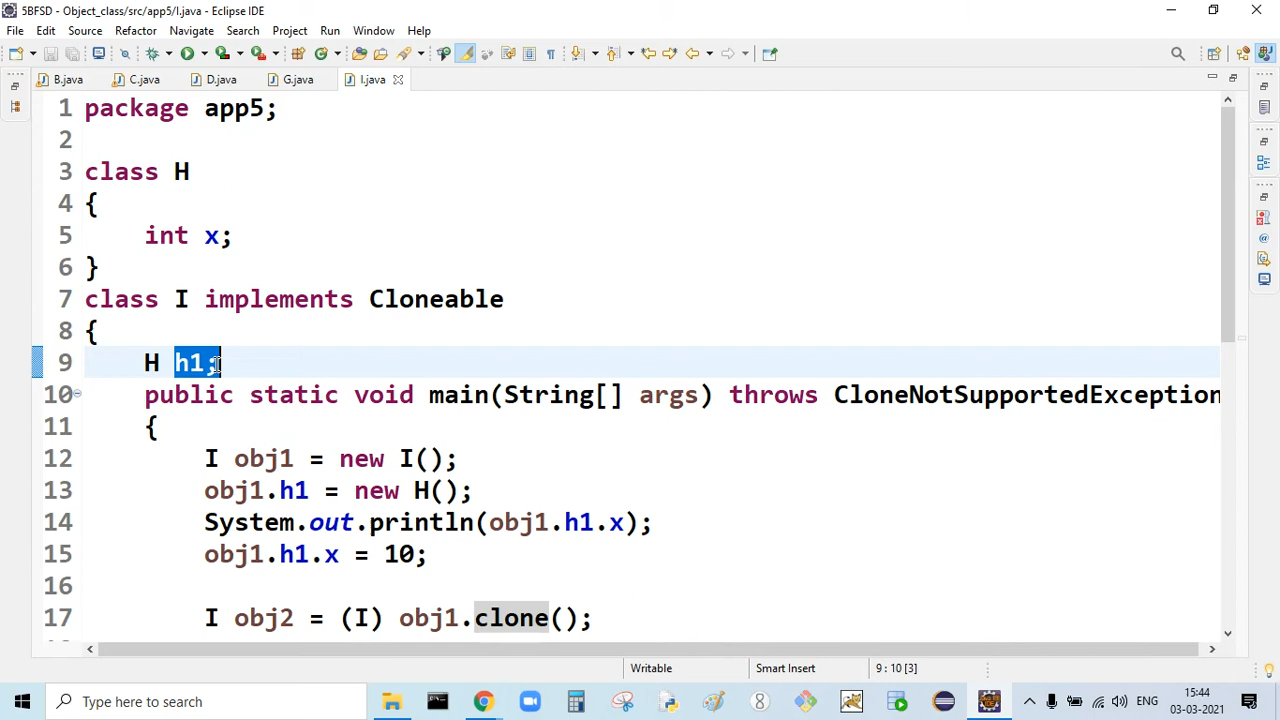 5BFSD - Object_class/src/app5/I.java - Eclipse IDE
File Edit Source Refactor Navigate Search Project Run Window Help
B.java C.java D.java G.java I.java
1 package app5;
2
3 class H
4 {
5 int x;
6 }
7 class I implements Cloneable
8 {
9 H h1;
10 public static void main(String[] args) throws CloneNotSupportedException
11 {
12 I obj1 = new I();
13 obj1.h1 = new H();
14 System.out.println(obj1.h1.x);
15 obj1.h1.x = 10;
16
17 I obj2 = (I) obj1.clone();
Writable Smart Insert 9 : 10 [3]
Type here to search
ENG
5:44
03-03-2021